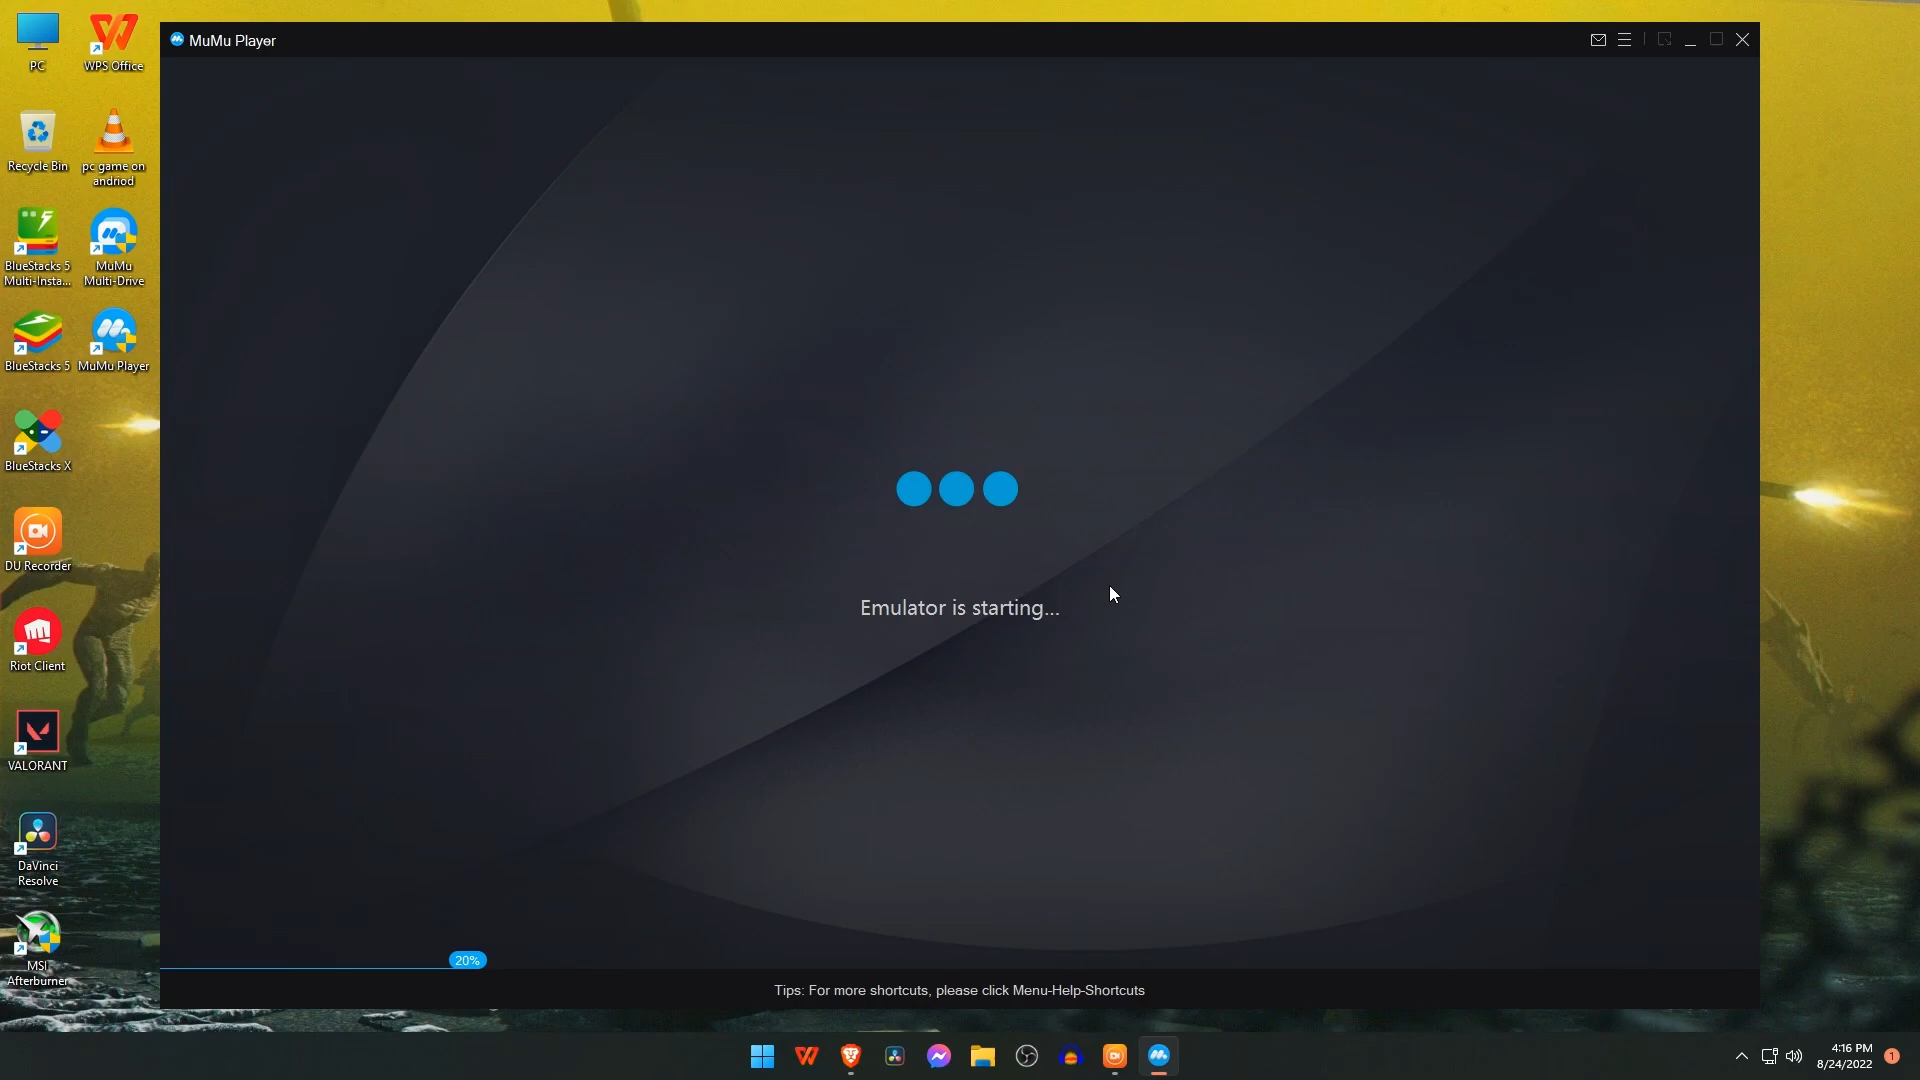 MuMu Player
PC
WPS Office
Recycle Bin
pc game on
andriod
BlueStacks 5
Multi-Insta...
MuMu
Multi-Drive
BlueStacks 5
MuMu Player
BlueStacks X
DU Recorder
Riot Client
VALORANT
DaVinci
Resolve
MSI
Afterburner
Emulator is starting...
20%
Tips: For more shortcuts, please click Menu-Help-Shortcuts
4:16 PM
8/24/2022
1